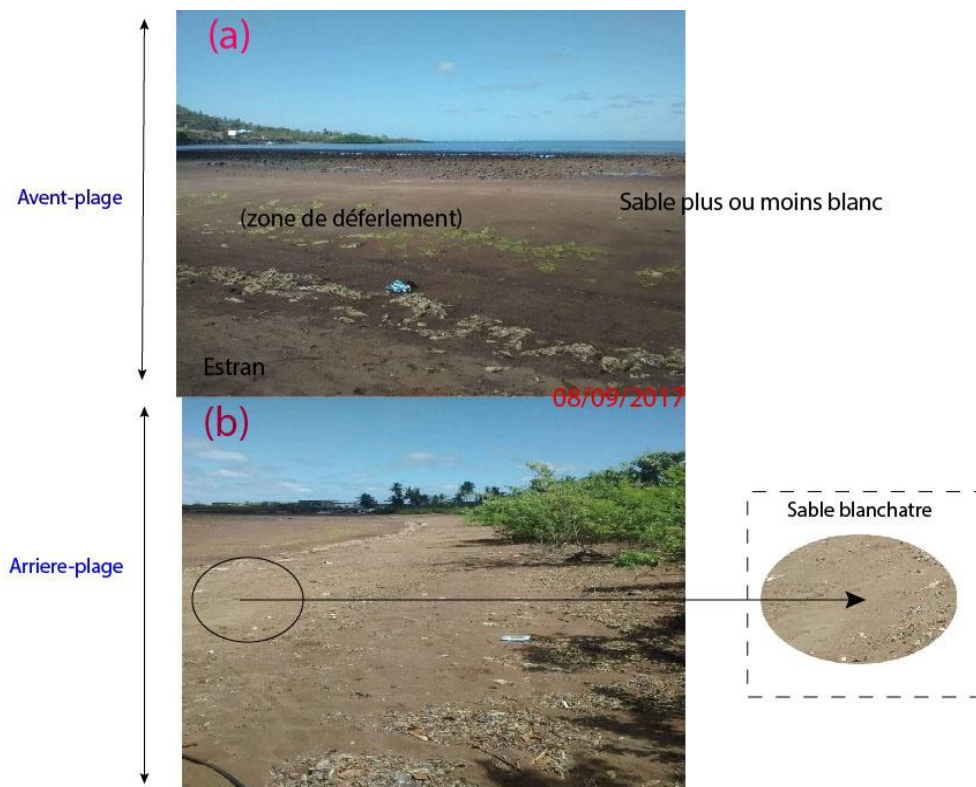 (a)
Avent-plage
(zone de déferlement)
Sable plus ou moins blanc
Estran
08/09/2017
(b)
Sable blanchatre
Arriere-plage